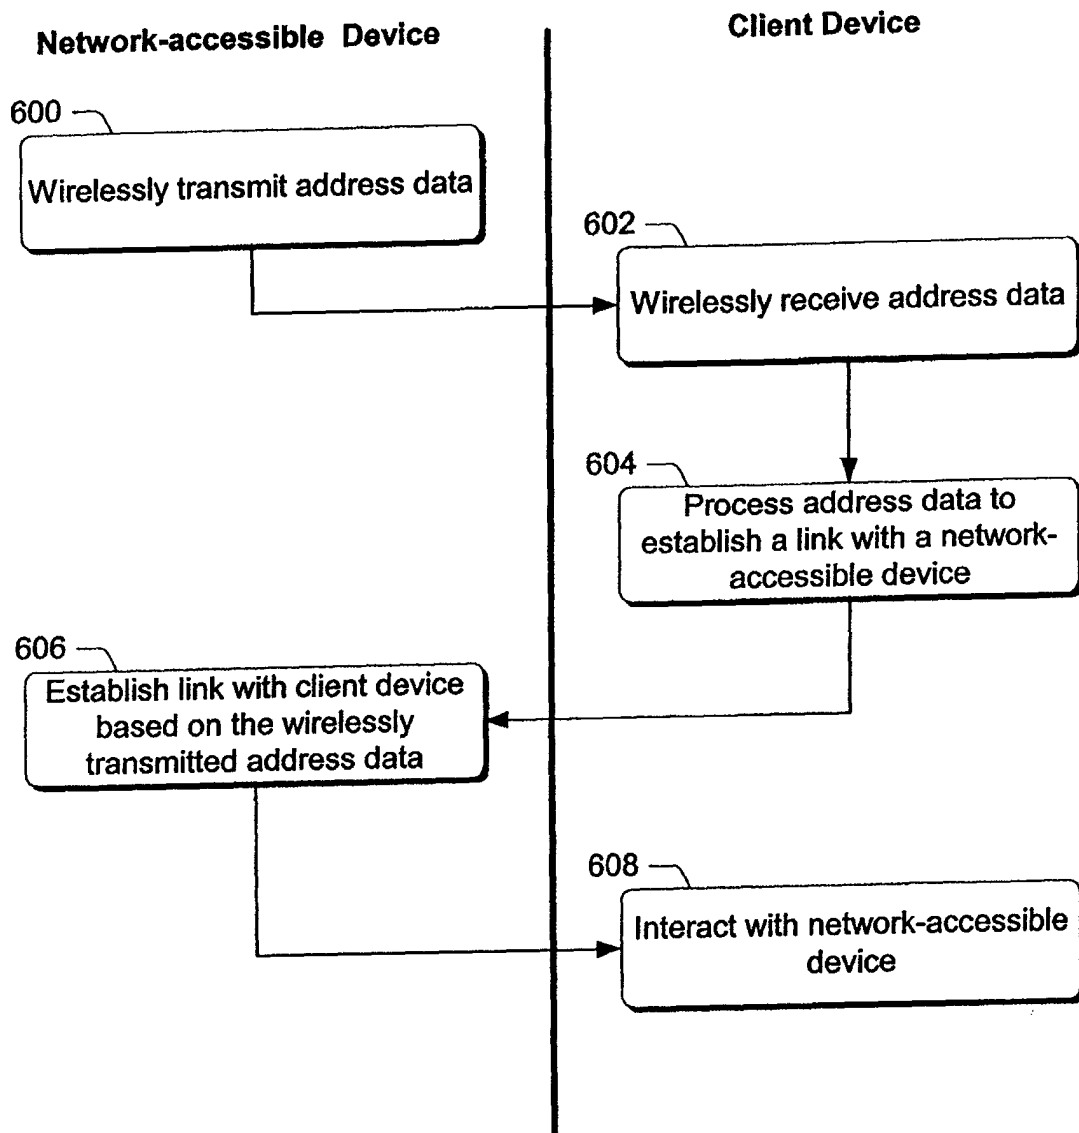 Network-accessible Device
Client Device
600
Wirelessly transmit address data
602
Wirelessly receive address data
604
Process address data to
establish a link with a network-
accessible device
606
Establish link with client device
based on the wirelessly
transmitted address data
608
Interact with network-accessible
device